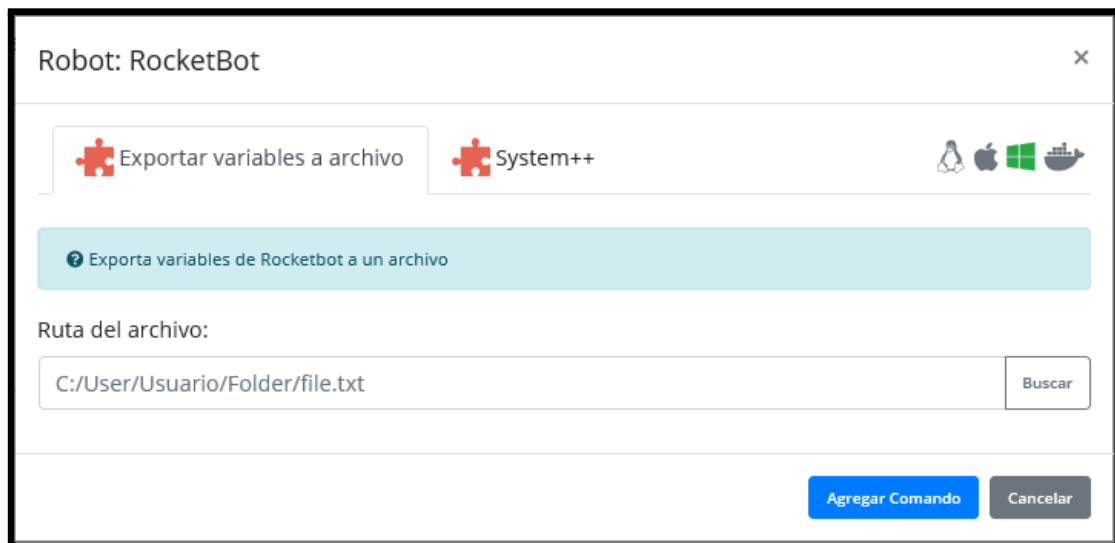 Robot: RocketBot
×
Exportar variables a archivo
System++
Exporta variables de Rocketbot a un archivo
Ruta del archivo:
C:/User/Usuario/Folder/file.txt
Buscar
Agregar Comando
Cancelar